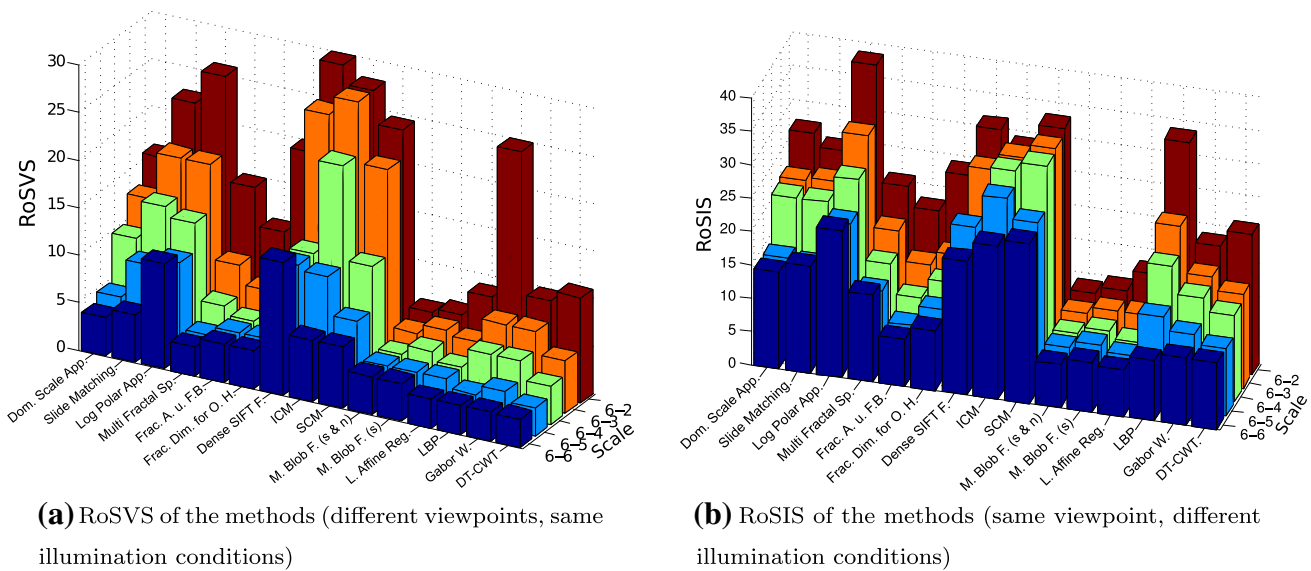 30
25
20
15
10
5
0
RoSVS
Dom. Scale App.
Slide Matching
Log Polar App.
Multi Fractal Sp.
Frac. A. u. F.B.
Frac. Dim. for O. H.
Dense SIFT F.
ICM
SCM
M. Blob F. (s & n)
M. Blob F. (s)
L. Affine Reg.
LBP
Gabor W.
DT-CWT.
6−2
6−3
6−4
6−5
6−6
Scale
(a) RoSVS of the methods (different viewpoints, same
illumination conditions)
40
35
30
25
20
15
10
5
0
RoSIS
Dom. Scale App.
Slide Matching
Log Polar App.
Multi Fractal Sp.
Frac. A. u. F.B.
Frac. Dim. for O. H.
Dense SIFT F.
ICM
SCM
M. Blob F. (s & n)
M. Blob F. (s)
L. Affine Reg.
LBP
Gabor W.
DT-CWT.
6−2
6−3
6−4
6−5
6−6
Scale
(b) RoSIS of the methods (same viewpoint, different
illumination conditions)